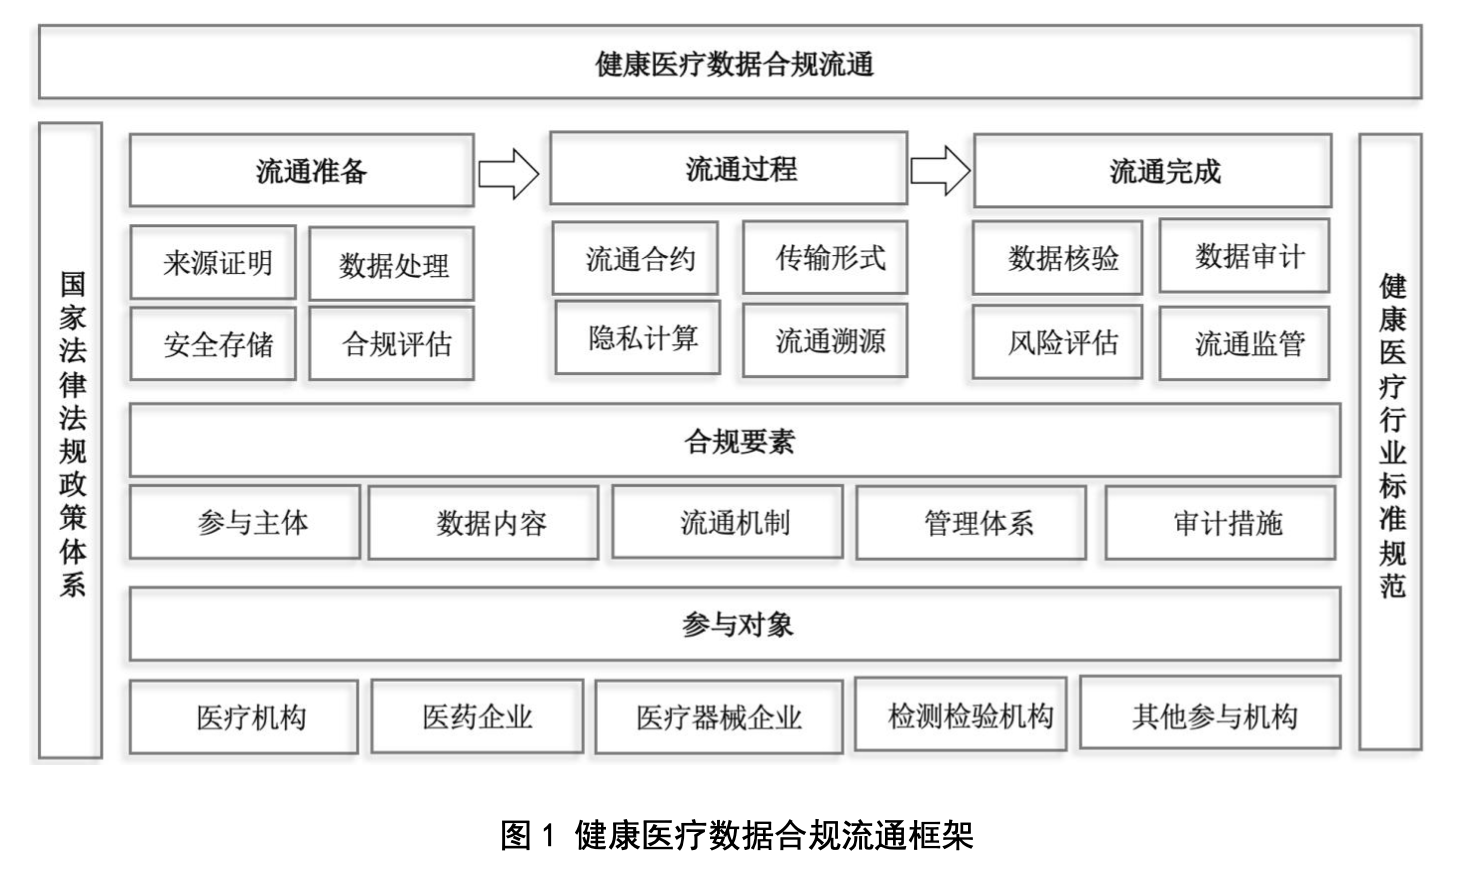 健康医疗数据合规流通
国家法律法规政策体系
流通准备
流通过程
流通完成
来源证明
数据处理
流通合约
传输形式
数据核验
数据审计
安全存储
合规评估
隐私计算
流通溯源
风险评估
流通监管
合规要素
参与主体
数据内容
流通机制
管理体系
审计措施
参与对象
医疗机构
医药企业
医疗器械企业
检测检验机构
其他参与机构
健康医疗行业标准规范
图 1 健康医疗数据合规流通框架